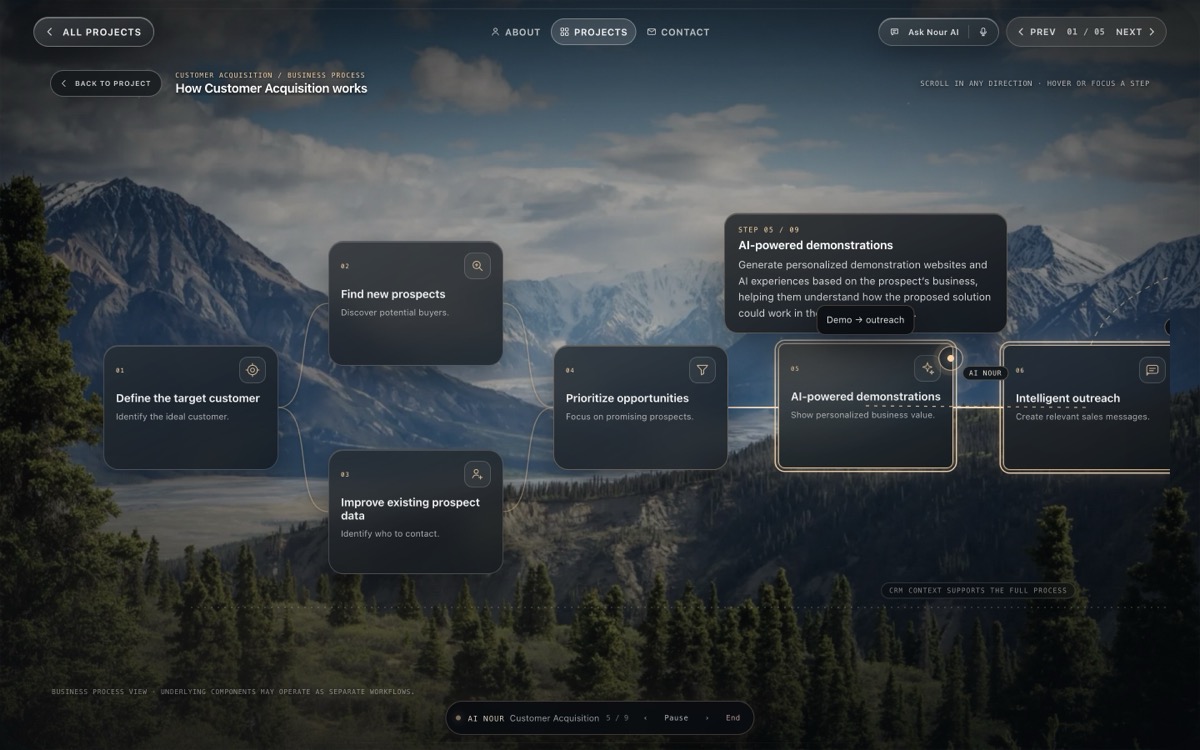 ALL PROJECTS
ABOUT
PROJECTS
CONTACT
Ask Nour AI
PREV 01 / 05 NEXT
BACK TO PROJECT
CUSTOMER ACQUISITION / BUSINESS PROCESS
How Customer Acquisition works
SCROLL IN ANY DIRECTION · HOVER OR FOCUS A STEP
01
Define the target customer
Identify the ideal customer.
02
Find new prospects
Discover potential buyers.
03
Improve existing prospect
data
Identify who to contact.
04
Prioritize opportunities
Focus on promising prospects.
STEP 05 / 09
AI-powered demonstrations
Generate personalized demonstration websites and
AI experiences based on the prospect's business,
helping them understand how the proposed solution
could work in
Demo → outreach
05
AI-powered demonstrations
Show personalized business value.
AI NOUR
06
Intelligent outreach
Create relevant sales messages.
CRM CONTEXT SUPPORTS THE FULL PROCESS
BUSINESS PROCESS VIEW · UNDERLYING COMPONENTS MAY OPERATE AS SEPARATE WORKFLOWS.
AI NOUR Customer Acquisition 5 / 9 ‹ Pause › End